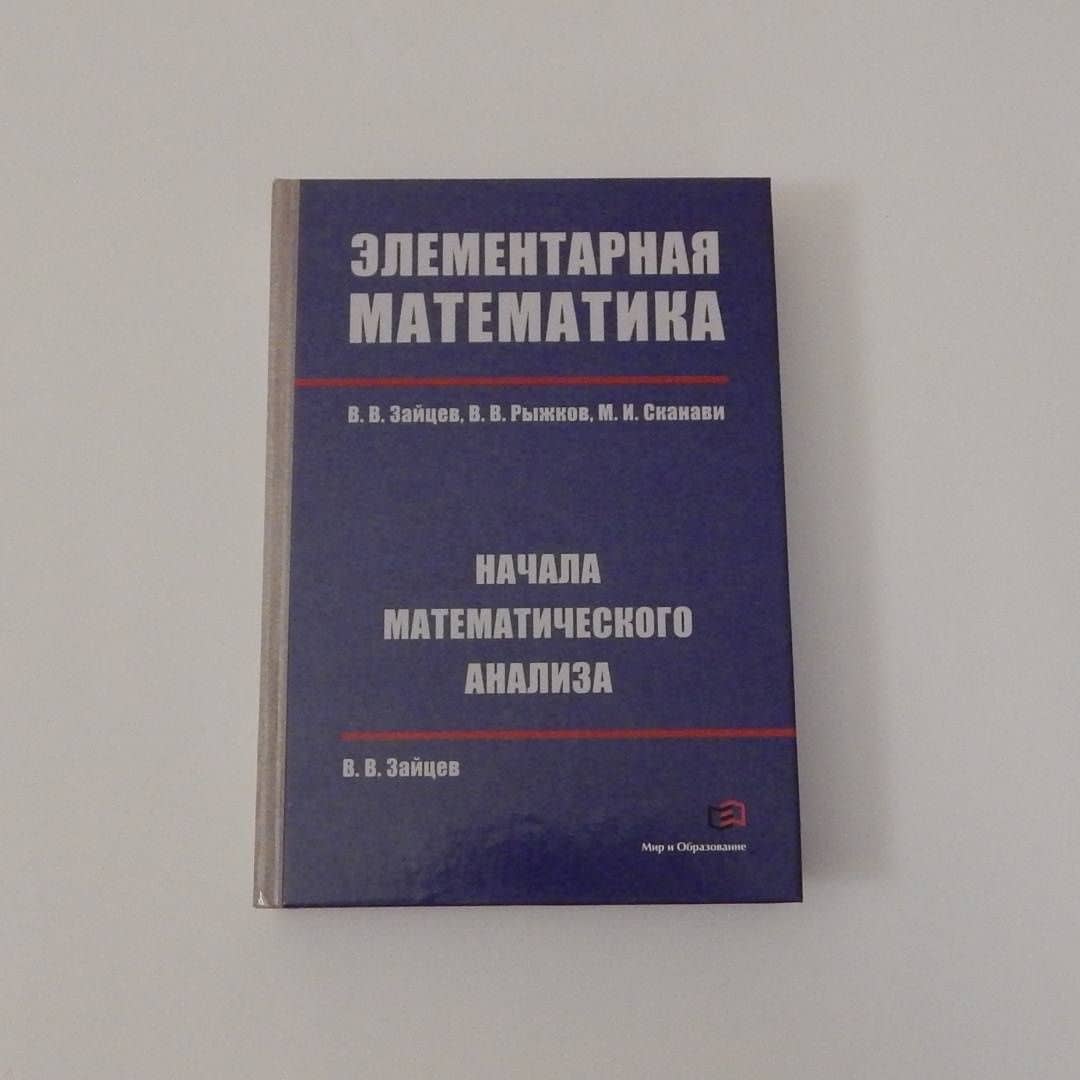 ЭЛЕМЕНТАРНАЯ
МАТЕМАТИКА
В. В. Зайцев, В. В. Рыжков, М. И. Сканави
НАЧАЛА
МАТЕМАТИЧЕСКОГО
АНАЛИЗА
В. В. Зайцев
Мир и Образование